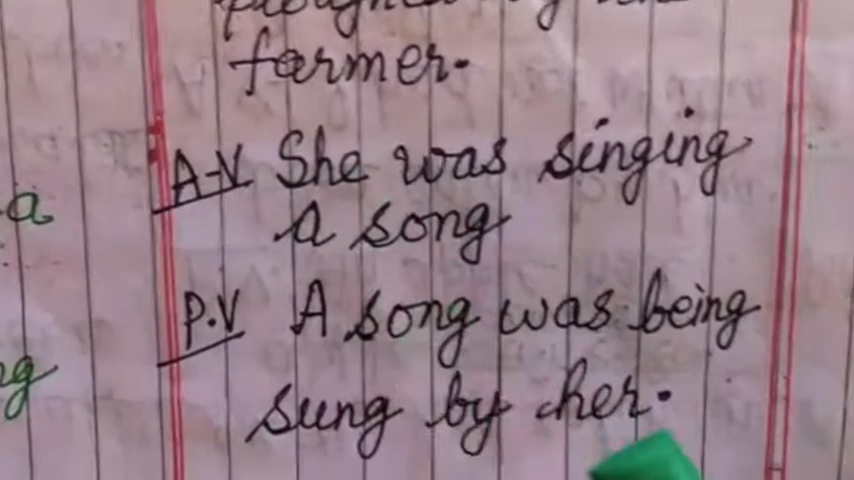 farmer.
A-V She was singing
a song
P.V A song was being
sung by her.
a